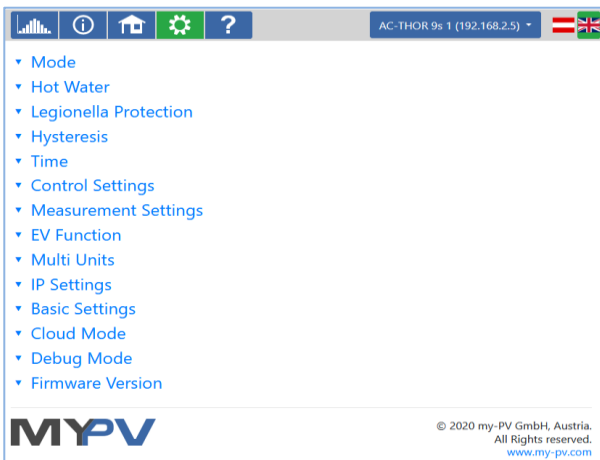 ?
AC-THOR 9s 1 (192.168.2.5)
Mode
Hot Water
Legionella Protection
Hysteresis
Time
Control Settings
Measurement Settings
EV Function
Multi Units
IP Settings
Basic Settings
Cloud Mode
Debug Mode
Firmware Version
MYPV
© 2020 my-PV GmbH, Austria.
All Rights reserved.
www.my-pv.com